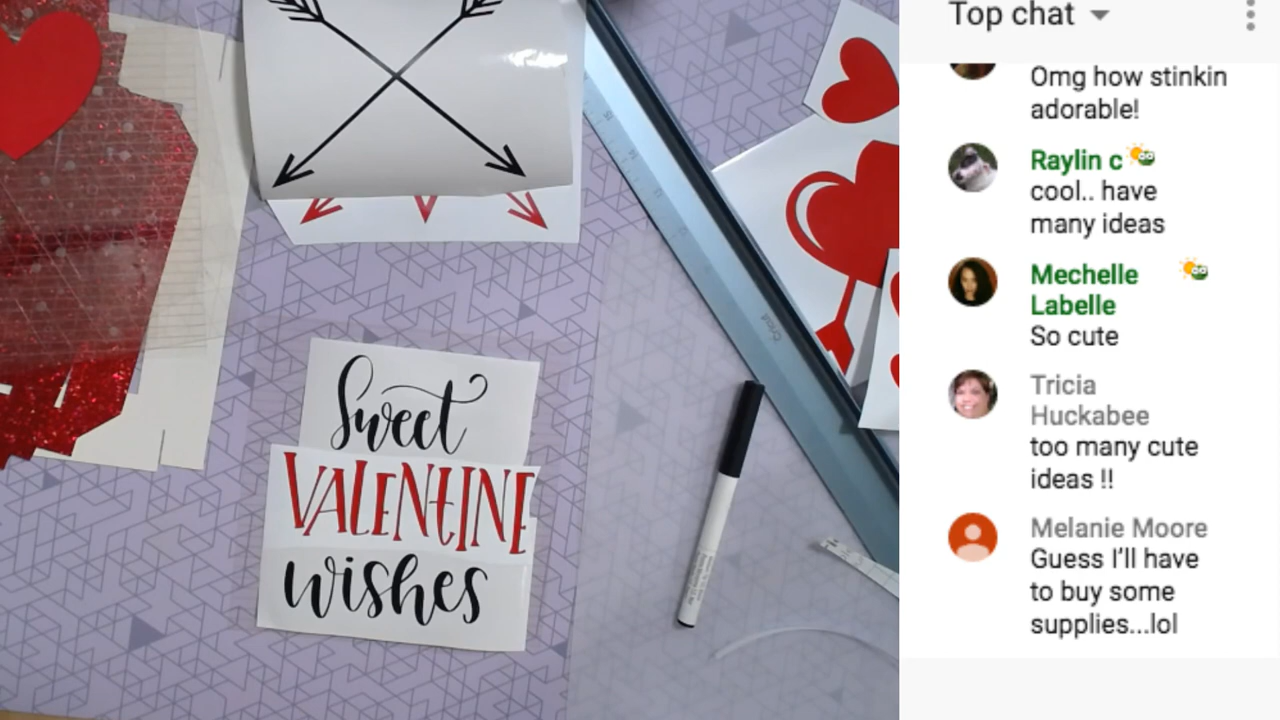 Sweet
VALENTINE
wishes
cricut
Top chat
Omg how stinkin
adorable!
Raylin c
cool.. have
many ideas
Mechelle
Labelle
So cute
Tricia
Huckabee
too many cute
ideas !!
Melanie Moore
Guess I'll have
to buy some
supplies...lol